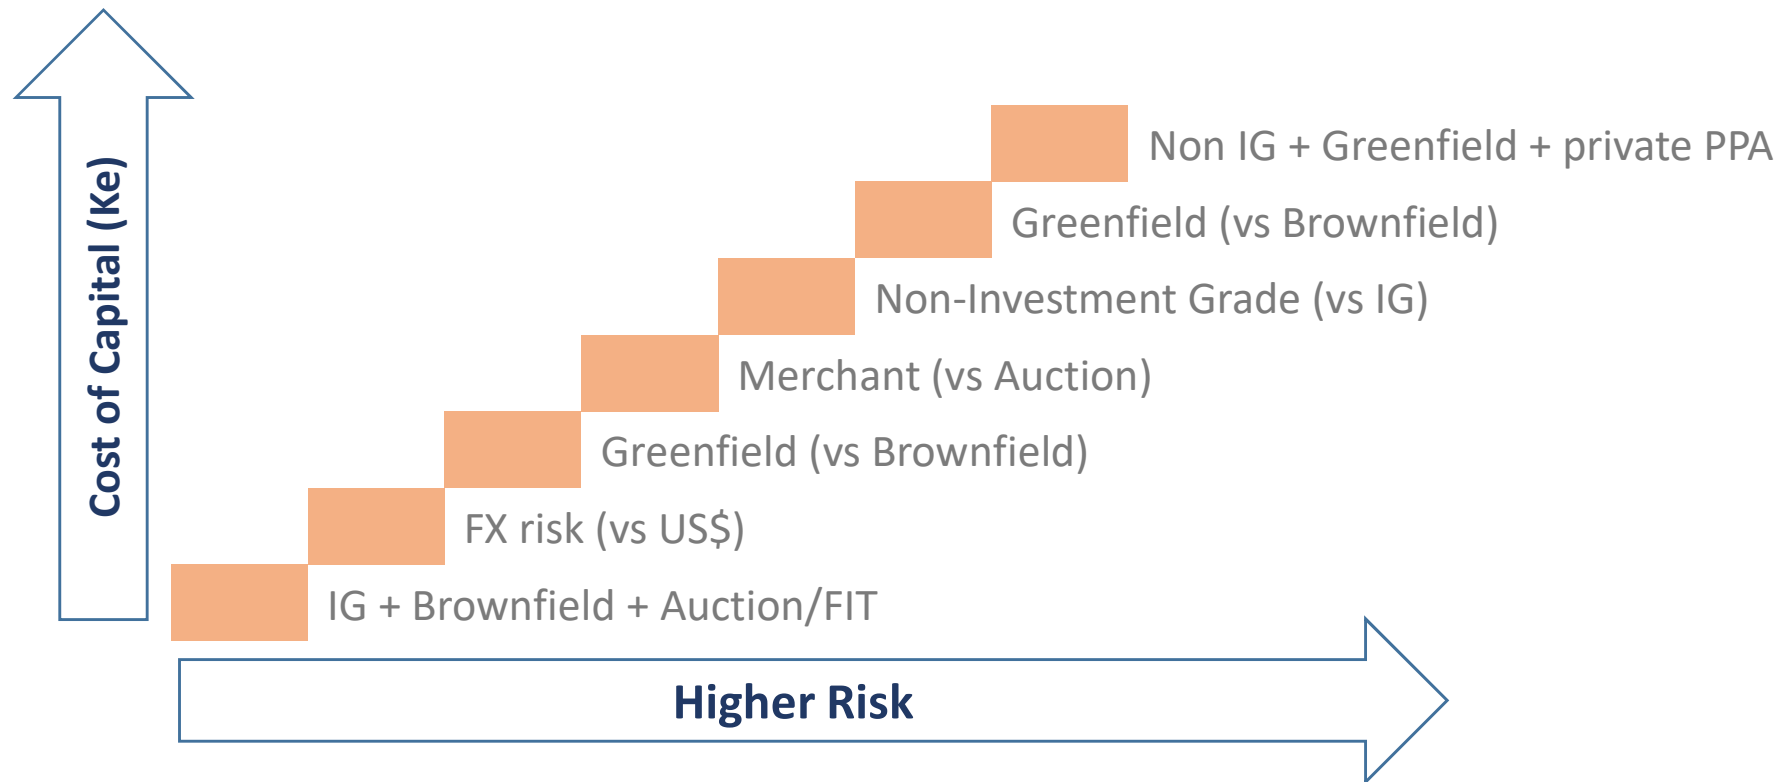 Cost of Capital (Ke)
Non IG + Greenfield + private PPA
Greenfield (vs Brownfield)
Non-Investment Grade (vs IG)
Merchant (vs Auction)
Greenfield (vs Brownfield)
FX risk (vs US$)
IG + Brownfield + Auction/FIT
Higher Risk